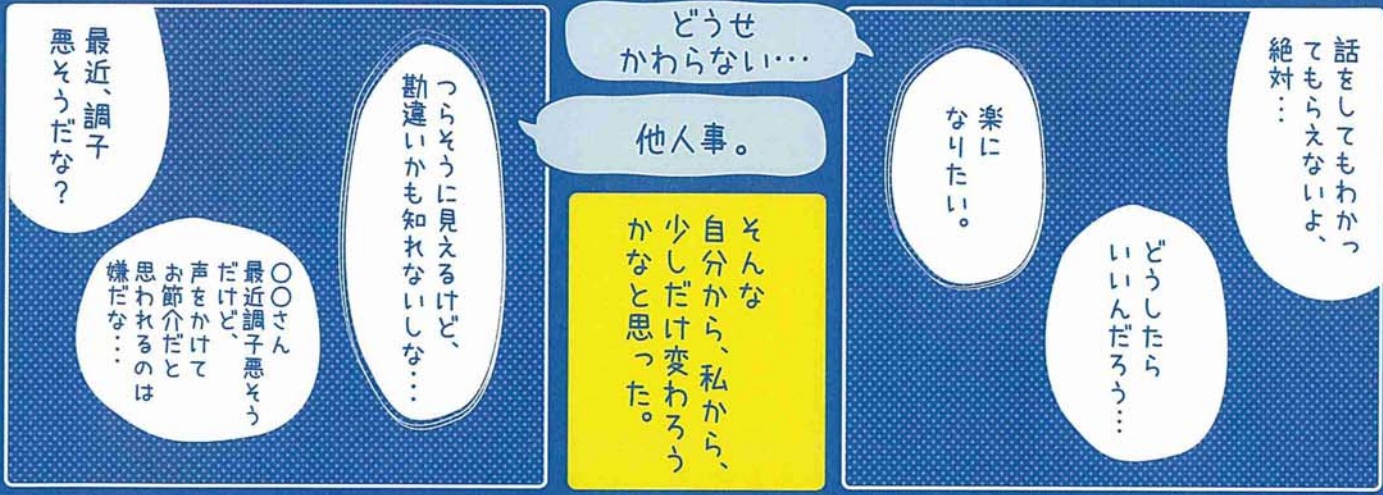 話をしてもわかっ
てもらえないよ、
絶対…
どうしたら
いいんだろう…
楽に
なりたい。
どうせ
かわらない…
他人事。
そんな
自分から、私から、
少しだけ変わろう
かなと思った。
つらそうに見えるけど、
勘違いかも知れないしな…
〇〇さん
最近調子悪そう
だけど、
声をかけて
お節介だと
思われるのは
嫌だな…
最近、調子
悪そうだな？